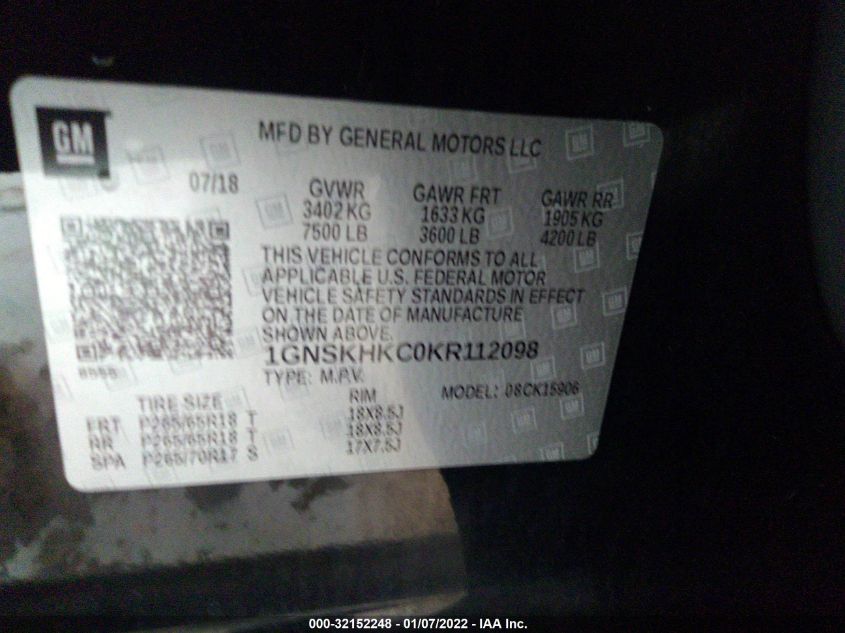 GM
MFD BY GENERAL MOTORS LLC
07/18
GVWR GAWR FRT GAWR RR
3402 KG 1633 KG 1905 KG
7500 LB 3600 LB 4200 LB
THIS VEHICLE CONFORMS TO ALL
APPLICABLE U.S. FEDERAL MOTOR
VEHICLE SAFETY STANDARDS IN EFFECT
ON THE DATE OF MANUFACTURE
SHOWN ABOVE.
1GNSKHKC0KR112098
TYPE: M.P.V. MODEL:
TIRE SIZE RIM
FRT P265/65R18 T 18X8.5J
RR P265/65R18 T 18X8.5J
SPA P265/70R17 S 17X7.5J
000-32152248 - 01/07/2022 - IAA Inc.